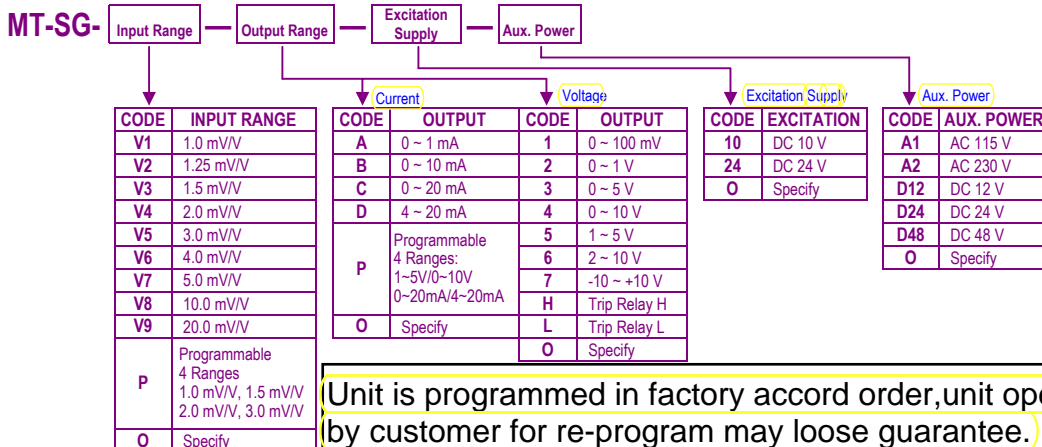 MT-SG- Input Range — Output Range — Excitation Supply — Aux. Power
Current
Voltage
Excitation Supply
Aux. Power
CODE INPUT RANGE
V1 1.0 mV/V
V2 1.25 mV/V
V3 1.5 mV/V
V4 2.0 mV/V
V5 3.0 mV/V
V6 4.0 mV/V
V7 5.0 mV/V
V8 10.0 mV/V
V9 20.0 mV/V
P Programmable
4 Ranges
1.0 mV/V, 1.5 mV/V
2.0 mV/V, 3.0 mV/V
O Specify
CODE OUTPUT
A 0 ~ 1 mA
B 0 ~ 10 mA
C 0 ~ 20 mA
D 4 ~ 20 mA
P Programmable
4 Ranges:
1~5V/0~10V
0~20mA/4~20mA
O Specify
CODE OUTPUT
1 0 ~ 100 mV
2 0 ~ 1 V
3 0 ~ 5 V
4 0 ~ 10 V
5 1 ~ 5 V
6 2 ~ 10 V
7 -10 ~ +10 V
H Trip Relay H
L Trip Relay L
O Specify
CODE EXCITATION
10 DC 10 V
24 DC 24 V
O Specify
CODE AUX. POWER
A1 AC 115 V
A2 AC 230 V
D12 DC 12 V
D24 DC 24 V
D48 DC 48 V
O Specify
Unit is programmed in factory accord order,unit ope
by customer for re-program may loose guarantee.